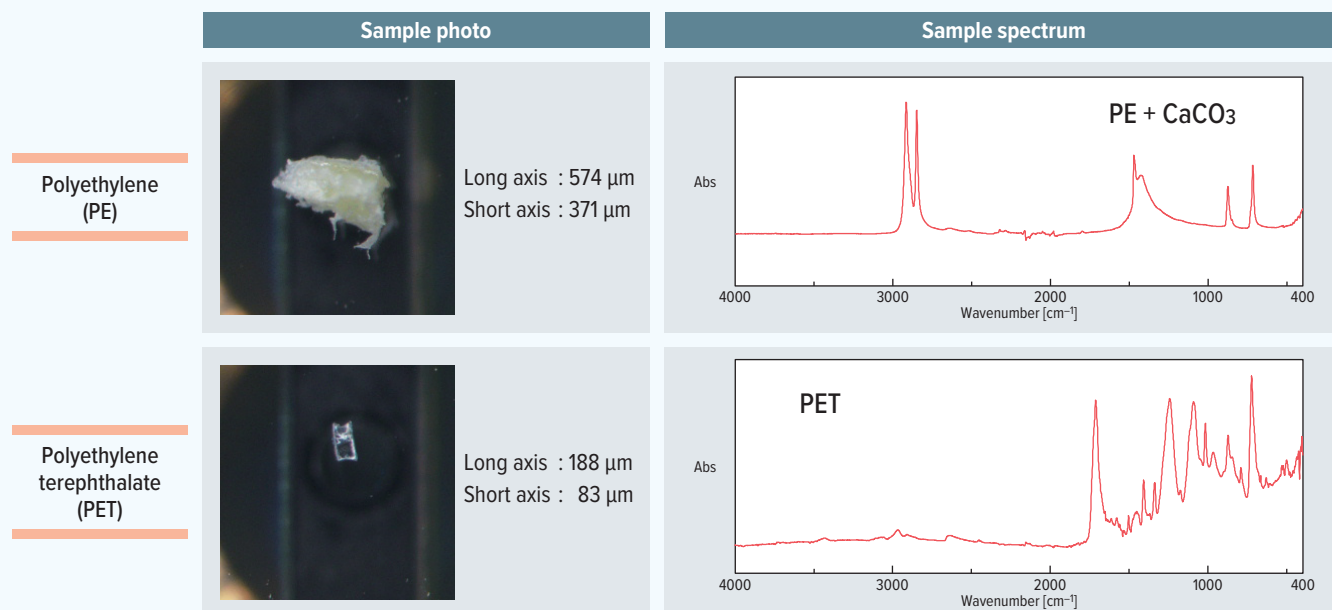 Sample photo
Sample spectrum
Polyethylene
(PE)
Long axis : 574 µm
Short axis : 371 µm
PE + CaCO3
Abs
4000
3000
2000
1000
400
Wavenumber [cm⁻¹]
Polyethylene
terephthalate
(PET)
Long axis : 188 µm
Short axis : 83 µm
PET
Abs
4000
3000
2000
1000
400
Wavenumber [cm⁻¹]